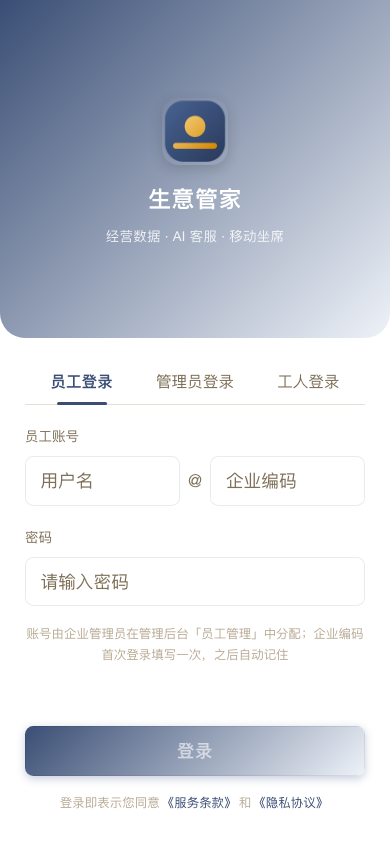 生意管家
经营数据 · AI 客服 · 移动坐席
员工登录 管理员登录 工人登录
员工账号
用户名 @ 企业编码
密码
请输入密码
账号由企业管理员在管理后台「员工管理」中分配；企业编码
首次登录填写一次，之后自动记住
登录
登录即表示您同意《服务条款》和《隐私协议》